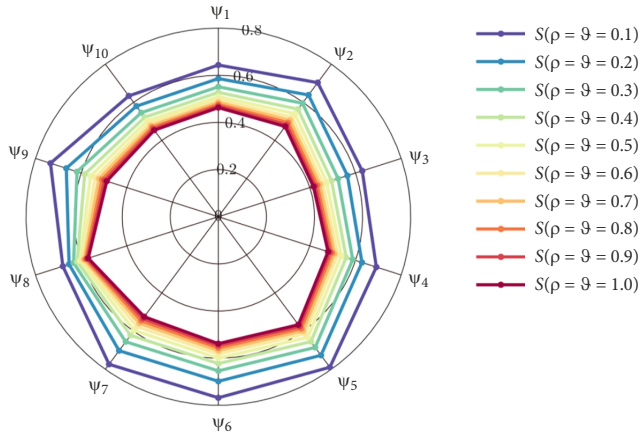 ψ1
0.8
ψ2
ψ10
0.6
0.4
ψ3
ψ9
0.2
0
ψ8
ψ4
ψ7
ψ5
ψ6
S(ρ = ϑ = 0.1)
S(ρ = ϑ = 0.2)
S(ρ = ϑ = 0.3)
S(ρ = ϑ = 0.4)
S(ρ = ϑ = 0.5)
S(ρ = ϑ = 0.6)
S(ρ = ϑ = 0.7)
S(ρ = ϑ = 0.8)
S(ρ = ϑ = 0.9)
S(ρ = ϑ = 1.0)